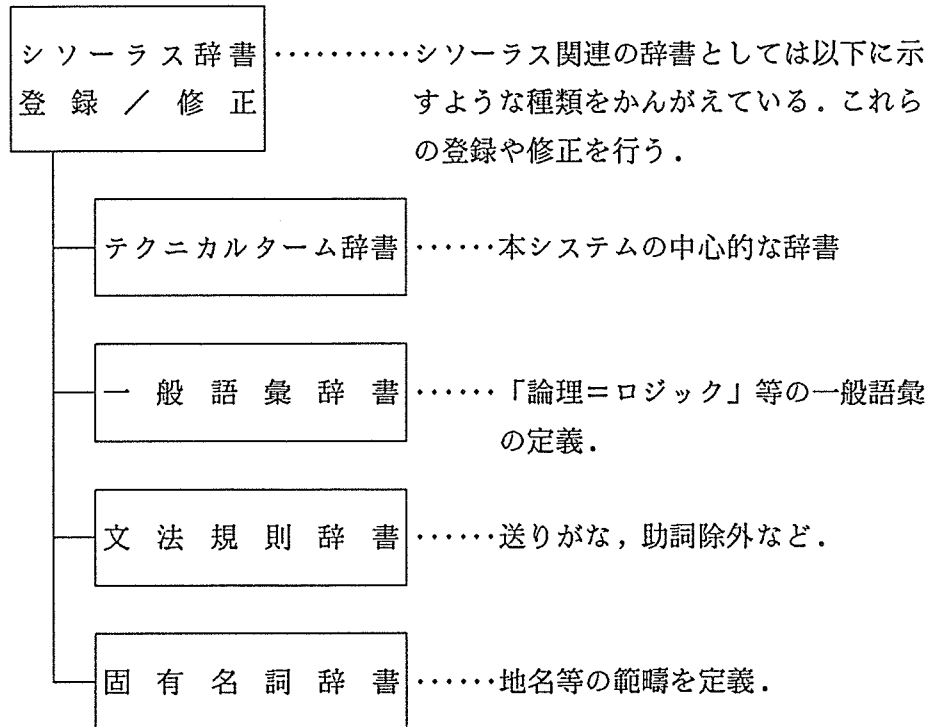 シソーラス辞書 ··········シソーラス関連の辞書としては以下に示
登録／修正 すような種類をかんがえている．これら
の登録や修正を行う．
テクニカルターム辞書 ······本システムの中心的な辞書
一般語彙辞書 ······「論理＝ロジック」等の一般語彙
の定義．
文法規則辞書 ······送りがな，助詞除外など．
固有名詞辞書 ······地名等の範疇を定義．